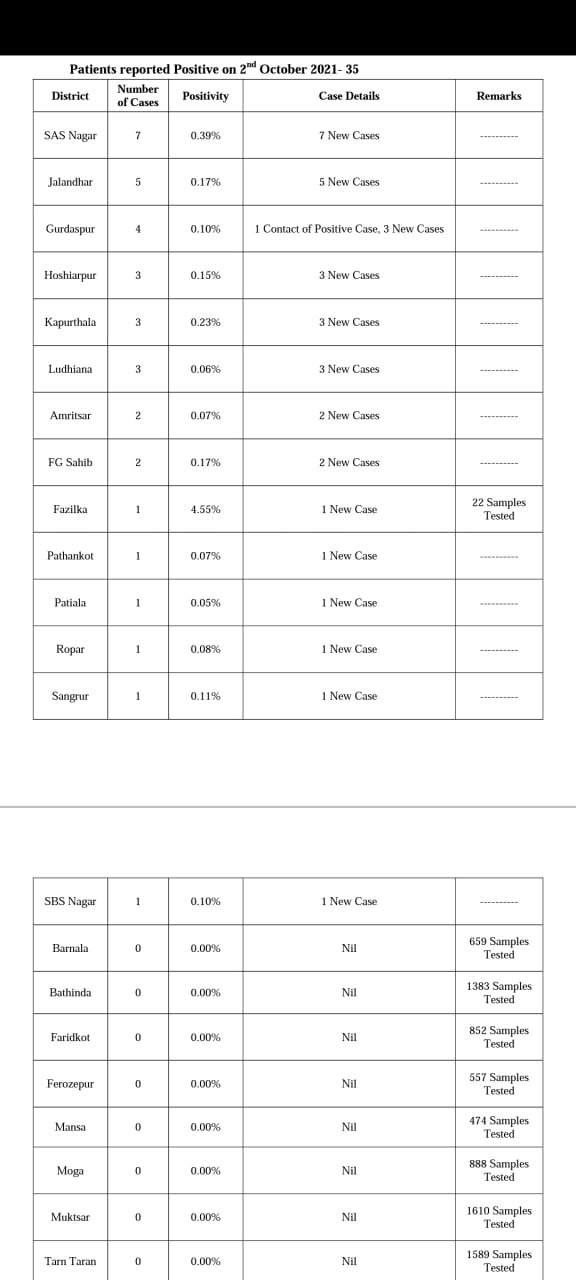 Patients reported Positive on 2nd October 2021- 35
District Number of Cases Positivity Case Details Remarks
SAS Nagar 7 0.39% 7 New Cases ----------
Jalandhar 5 0.17% 5 New Cases ----------
Gurdaspur 4 0.10% 1 Contact of Positive Case, 3 New Cases ----------
Hoshiarpur 3 0.15% 3 New Cases ----------
Kapurthala 3 0.23% 3 New Cases ----------
Ludhiana 3 0.06% 3 New Cases ----------
Amritsar 2 0.07% 2 New Cases ----------
FG Sahib 2 0.17% 2 New Cases ----------
Fazilka 1 4.55% 1 New Case 22 Samples Tested
Pathankot 1 0.07% 1 New Case ----------
Patiala 1 0.05% 1 New Case ----------
Ropar 1 0.08% 1 New Case ----------
Sangrur 1 0.11% 1 New Case ----------
SBS Nagar 1 0.10% 1 New Case ----------
Barnala 0 0.00% Nil 659 Samples Tested
Bathinda 0 0.00% Nil 1383 Samples Tested
Faridkot 0 0.00% Nil 852 Samples Tested
Ferozepur 0 0.00% Nil 557 Samples Tested
Mansa 0 0.00% Nil 474 Samples Tested
Moga 0 0.00% Nil 888 Samples Tested
Muktsar 0 0.00% Nil 1610 Samples Tested
Tarn Taran 0 0.00% Nil 1589 Samples Tested